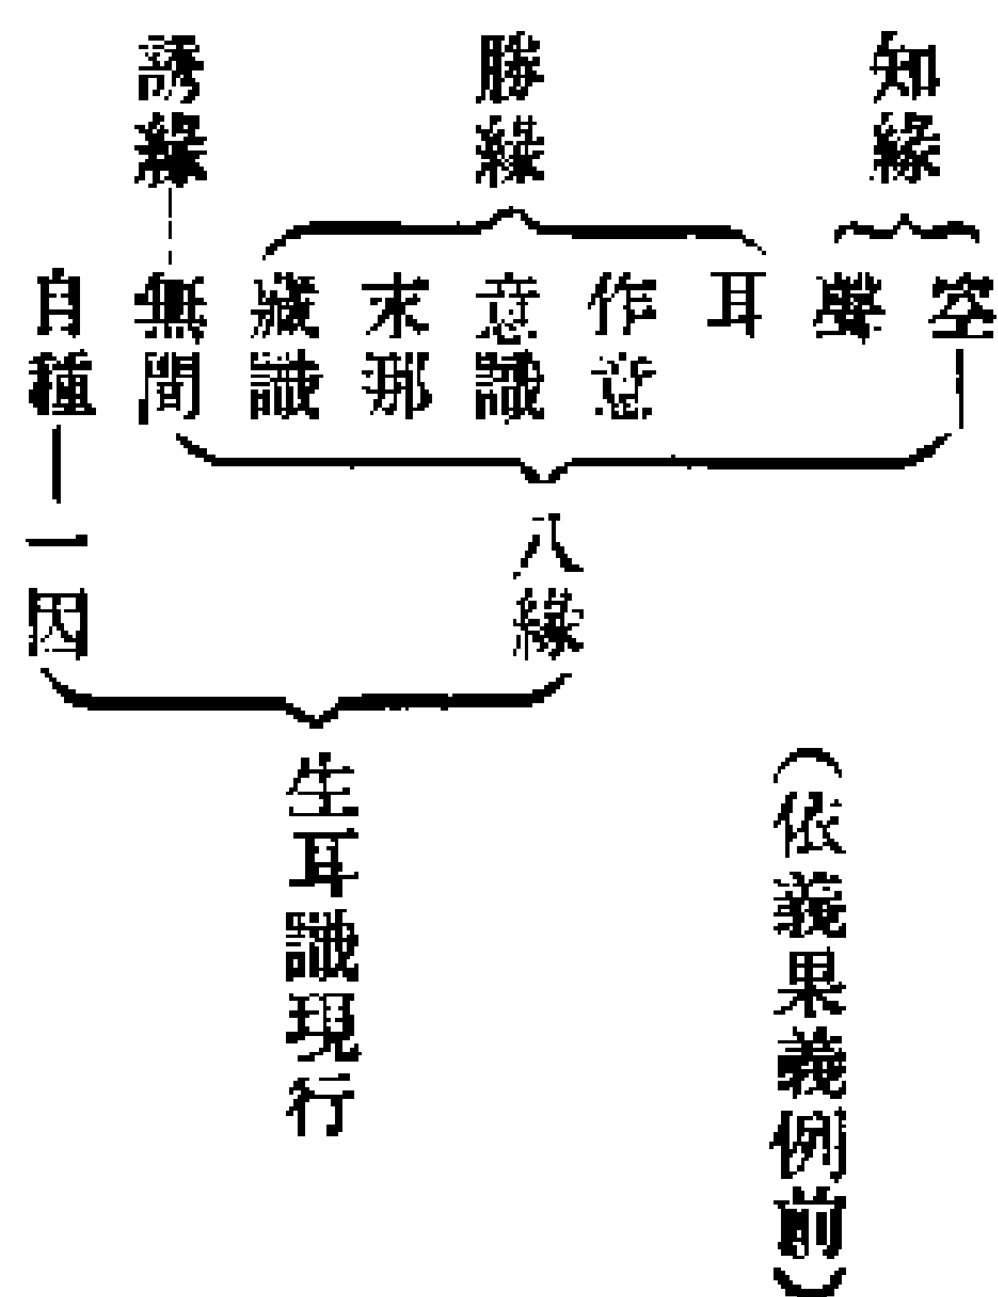 知緣
勝緣
誘緣
空
聲
耳
作意
意識
末那
藏識
無間
自種
八緣
一因
生耳識現行
（依義果義例前）